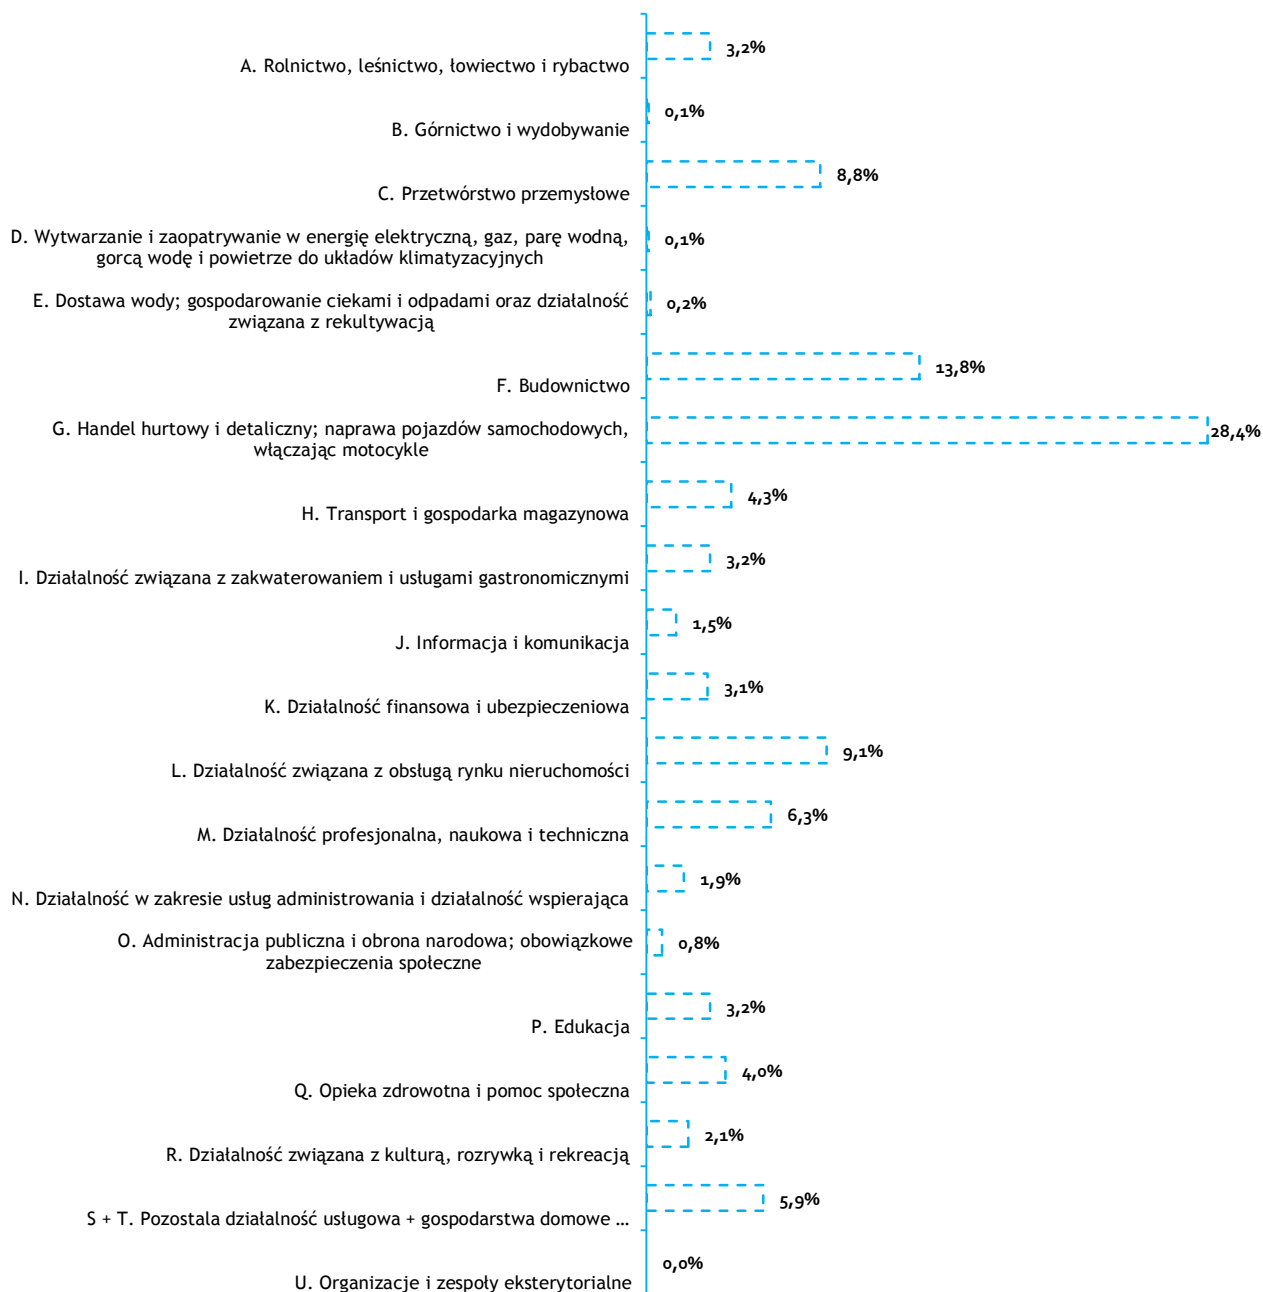 3,2%
A. Rolnictwo, leśnictwo, łowiectwo i rybactwo
0,1%
B. Górnictwo i wydobywanie
8,8%
C. Przetwórstwo przemysłowe
D. Wytwarzanie i zaopatrywanie w energię elektryczną, gaz, parę wodną,
gorcą wodę i powietrze do układów klimatyzacyjnych
0,1%
E. Dostawa wody; gospodarowanie ciekami i odpadami oraz działalność
związana z rekultywacją
0,2%
13,8%
F. Budownictwo
G. Handel hurtowy i detaliczny; naprawa pojazdów samochodowych,
włączając motocykle
28,4%
4,3%
H. Transport i gospodarka magazynowa
3,2%
I. Działalność związana z zakwaterowaniem i usługami gastronomicznymi
1,5%
J. Informacja i komunikacja
3,1%
K. Działalność finansowa i ubezpieczeniowa
9,1%
L. Działalność związana z obsługą rynku nieruchomości
6,3%
M. Działalność profesjonalna, naukowa i techniczna
1,9%
N. Działalność w zakresie usług administrowania i działalność wspierająca
O. Administracja publiczna i obrona narodowa; obowiązkowe
zabezpieczenia społeczne
0,8%
3,2%
P. Edukacja
4,0%
Q. Opieka zdrowotna i pomoc społeczna
2,1%
R. Działalność związana z kulturą, rozrywką i rekreacją
5,9%
S + T. Pozostala działalność usługowa + gospodarstwa domowe …
0,0%
U. Organizacje i zespoły eksterytorialne